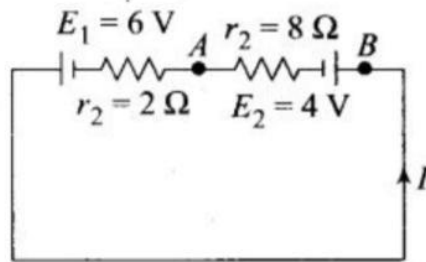 E₁ = 6 V
A
r₂ = 8 Ω
B
r₂ = 2 Ω
E₂ = 4 V
I